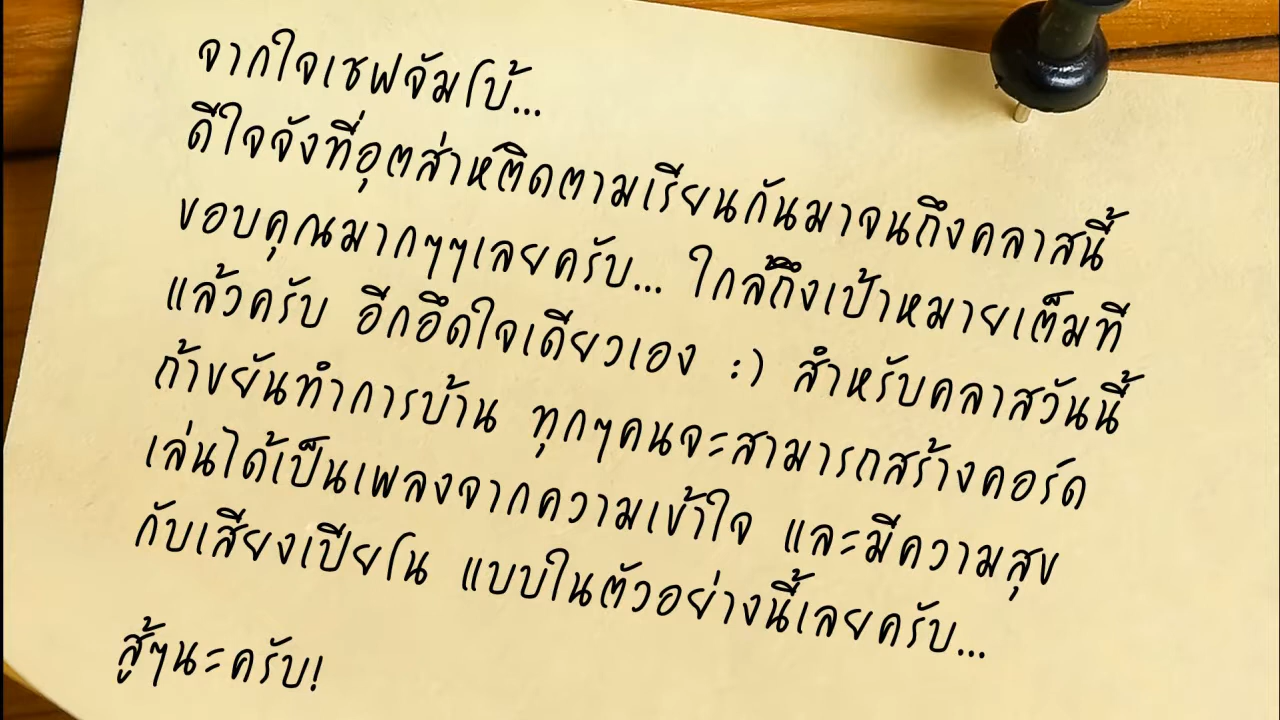 จากใจเชฟจัมโบ้...
ดีใจจังที่อุตส่าห์ติดตามเรียนกันมาจนถึงคลาสนี้
ขอบคุณมากๆๆเลยครับ... ใกล้ถึงเป้าหมายเต็มที
แล้วครับ อีกอึดใจเดียวเอง :) สำหรับคลาสวันนี้
ถ้าขยันทำการบ้าน ทุกๆคนจะสามารถสร้างคอร์ด
เล่นได้เป็นเพลงจากความเข้าใจ และมีความสุข
กับเสียงเปียโน แบบในตัวอย่างนี้เลยครับ...
สู้ๆนะครับ!